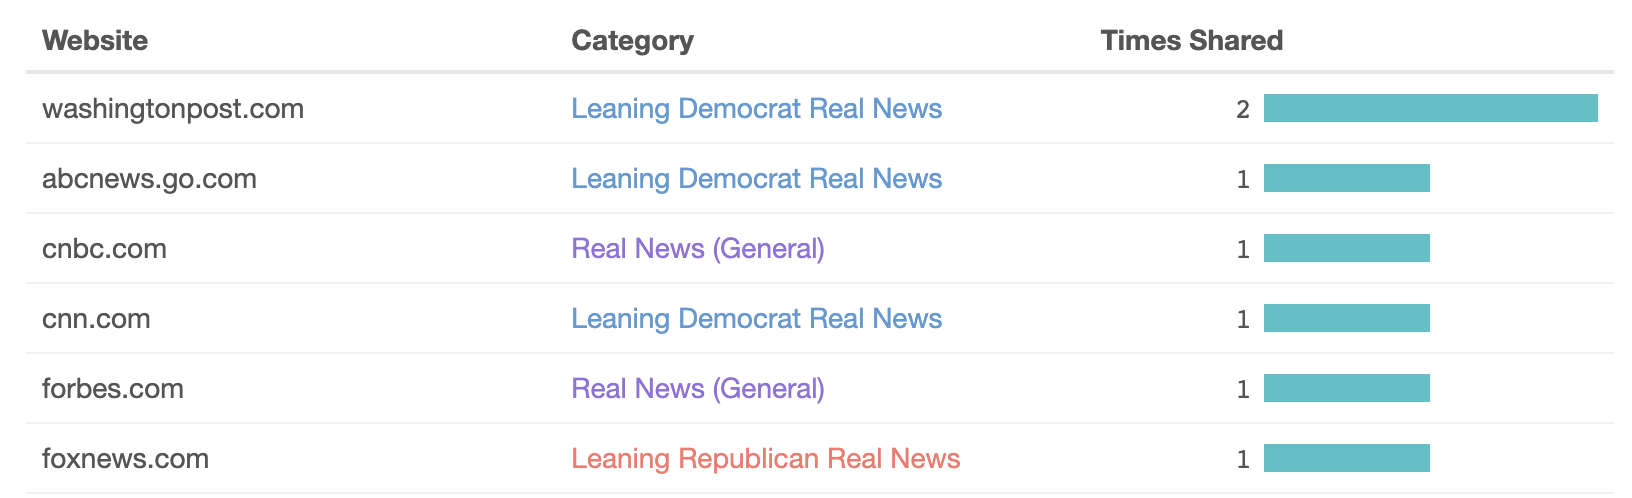 Website Category Times Shared
washingtonpost.com Leaning Democrat Real News 2
abcnews.go.com Leaning Democrat Real News 1
cnbc.com Real News (General) 1
cnn.com Leaning Democrat Real News 1
forbes.com Real News (General) 1
foxnews.com Leaning Republican Real News 1